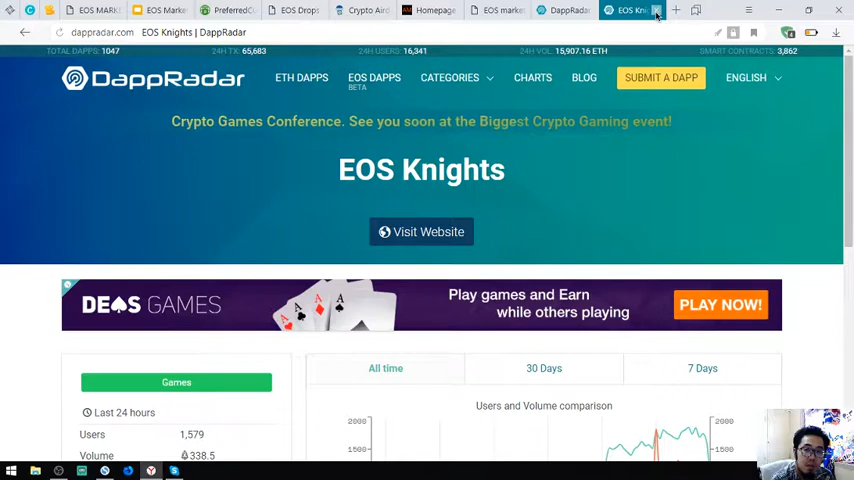 EOS MARKE
EOS Market
PreferredCu
EOS Drops
Crypto Aird
Homepage
EOS market
DappRadar
EOS Kni
dappradar.com EOS Knights | DappRadar
TOTAL DAPPS: 1047
24H TX: 65,683
24H USERS: 16,341
24H VOL: 15,907.16 ETH
SMART CONTRACTS: 3,862
DappRadar
ETH DAPPS
EOS DAPPS
BETA
CATEGORIES
CHARTS
BLOG
SUBMIT A DAPP
ENGLISH
Crypto Games Conference. See you soon at the Biggest Crypto Gaming event!
EOS Knights
Visit Website
DEOS GAMES
Play games and Earn
while others playing
PLAY NOW!
Games
Last 24 hours
Users 1,579
Volume 338.5
All time
30 Days
7 Days
Users and Volume comparison
2000
2000
1500
1500